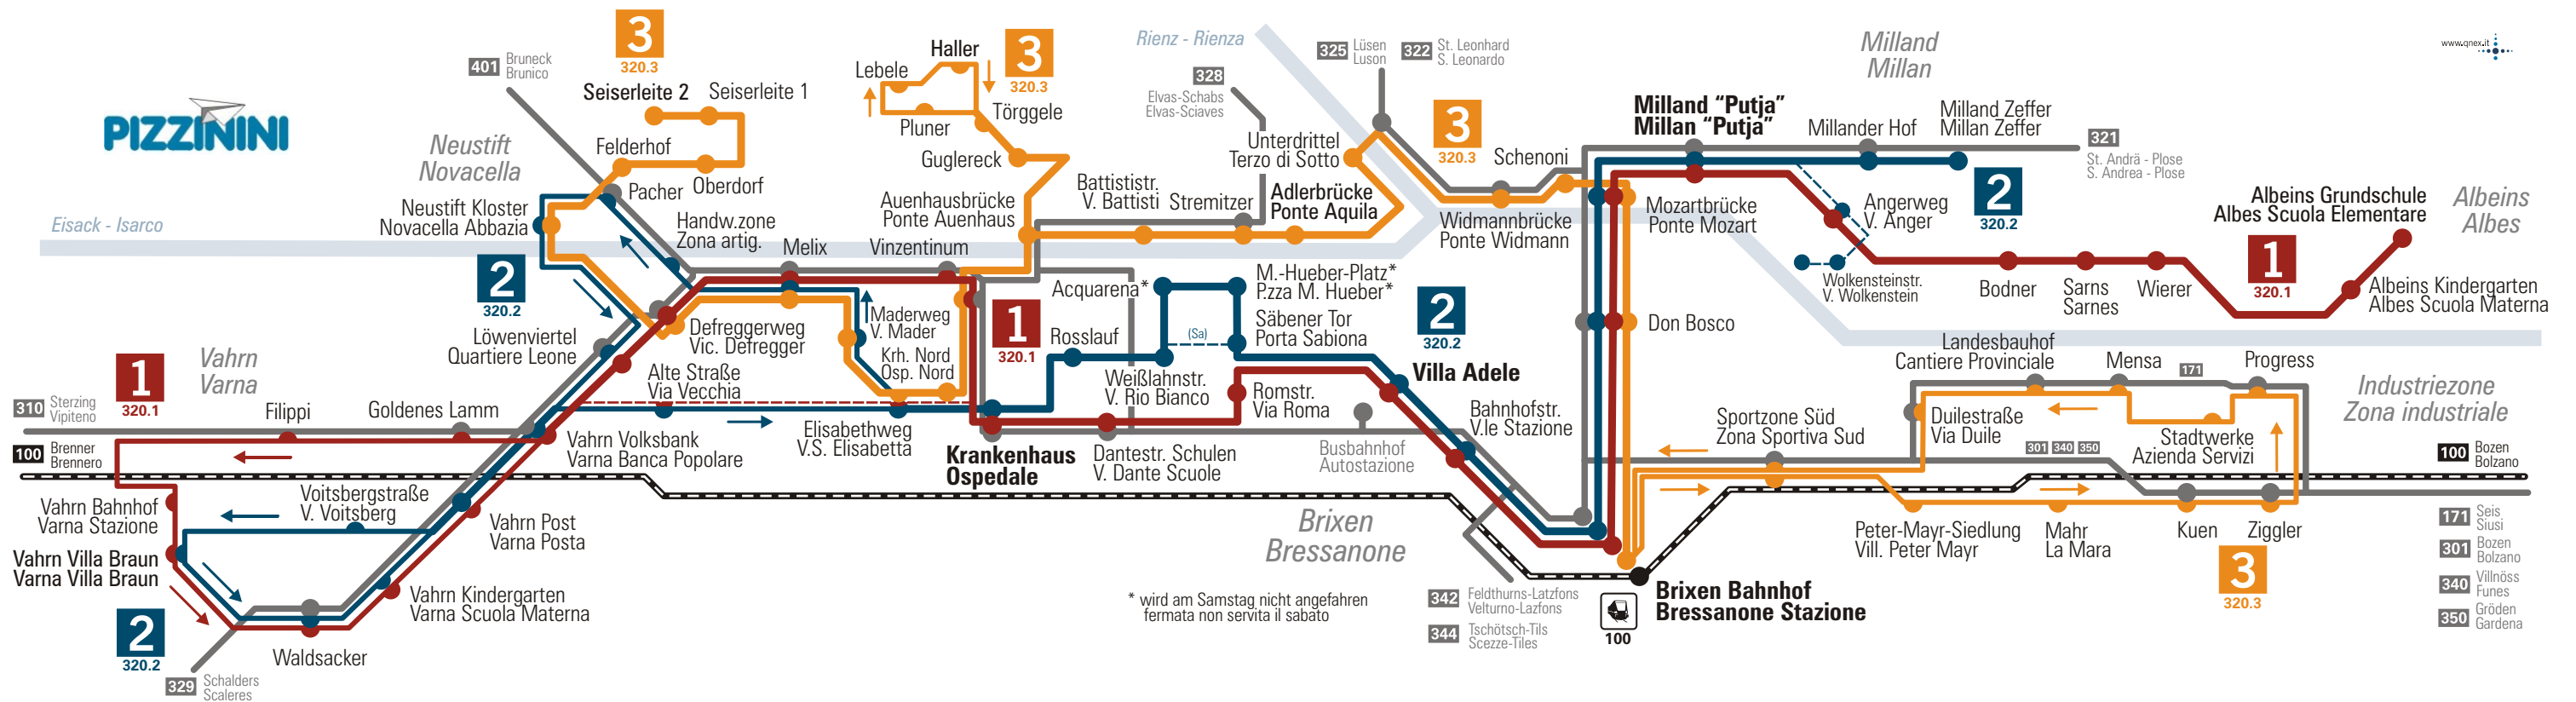 PIZZININI
www.qnex.it
401
Bruneck
Brunico
3
320.3
Seiserleite 2
Seiserleite 1
Felderhof
Oberdorf
Pacher
Neustift
Novacella
Neustift Kloster
Novacella Abbazia
Eisack - Isarco
2
320.2
Handw.zone
Zona artig.
Melix
Vinzentinum
Haller
Lebele
Pluner
3
320.3
Törggele
Guglereck
Auenhausbrücke
Ponte Auenhaus
Rienz - Rienza
328
Elvas-Schabs
Elvas-Sciaves
Battististr.
V. Battisti
Stremitzer
Unterdrittel
Terzo di Sotto
Adlerbrücke
Ponte Aquila
325
Lüsen
Luson
322
St. Leonhard
S. Leonardo
3
320.3
Schenoni
Widmannbrücke
Ponte Widmann
Milland
Millan
Milland “Putja”
Millan “Putja”
Millander Hof
Milland Zeffer
Millan Zeffer
321
St. Andrä - Plose
S. Andrea - Plose
2
320.2
Mozartbrücke
Ponte Mozart
Angerweg
V. Anger
Wolkensteinstr.
V. Wolkenstein
Don Bosco
Bodner
Sarns
Sarnes
Wierer
Albeins Grundschule
Albes Scuola Elementare
Albeins
Albes
1
320.1
Albeins Kindergarten
Albes Scuola Materna
Löwenviertel
Quartiere Leone
Defreggerweg
Vic. Defregger
Maderweg
V. Mader
Krh. Nord
Osp. Nord
Alte Straße
Via Vecchia
Elisabethweg
V.S. Elisabetta
1
320.1
Acquarena*
Rosslauf
M.-Hueber-Platz*
P.zza M. Hueber*
(Sa)
Säbener Tor
Porta Sabiona
Weißlahnstr.
V. Rio Bianco
Romstr.
Via Roma
2
320.2
Villa Adele
Bahnhofstr.
V.le Stazione
Busbahnhof
Autostazione
Krankenhaus
Ospedale
Dantestr. Schulen
V. Dante Scuole
Brixen
Bressanone
Vahrn
Varna
1
320.1
310
Sterzing
Vipiteno
Filippi
Goldenes Lamm
100
Brenner
Brennero
Vahrn Volksbank
Varna Banca Popolare
Vahrn Bahnhof
Varna Stazione
Voitsbergstraße
V. Voitsberg
Vahrn Post
Varna Posta
Vahrn Villa Braun
Varna Villa Braun
Vahrn Kindergarten
Varna Scuola Materna
2
320.2
Waldsacker
329
Schalders
Scaleres
* wird am Samstag nicht angefahren
fermata non servita il sabato
342
Feldthurns-Latzfons
Velturno-Lazfons
344
Tschötsch-Tils
Scezze-Tiles
100
Brixen Bahnhof
Bressanone Stazione
Sportzone Süd
Zona Sportiva Sud
Landesbauhof
Cantiere Provinciale
Mensa
171
Progress
Duilestraße
Via Duile
Stadtwerke
Azienda Servizi
301 340 350
Industriezone
Zona industriale
100
Bozen
Bolzano
Peter-Mayr-Siedlung
Vill. Peter Mayr
Mahr
La Mara
Kuen
Ziggler
3
320.3
171
Seis
Siusi
301
Bozen
Bolzano
340
Villnöss
Funes
350
Gröden
Gardena